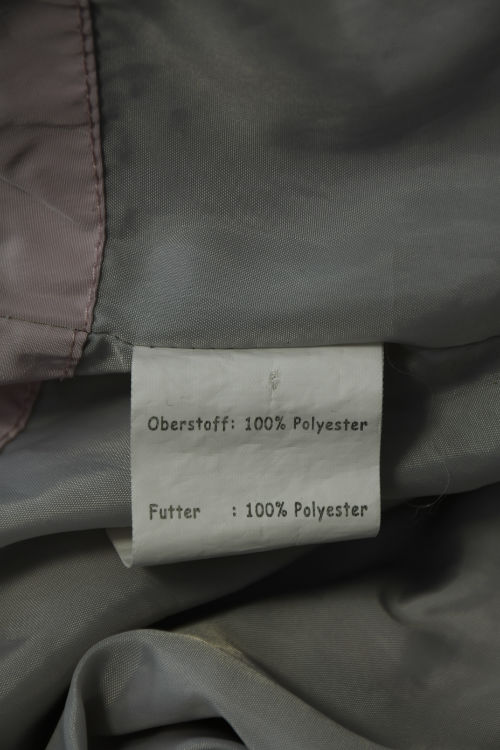 Oberstoff: 100% Polyester
Futter : 100% Polyester